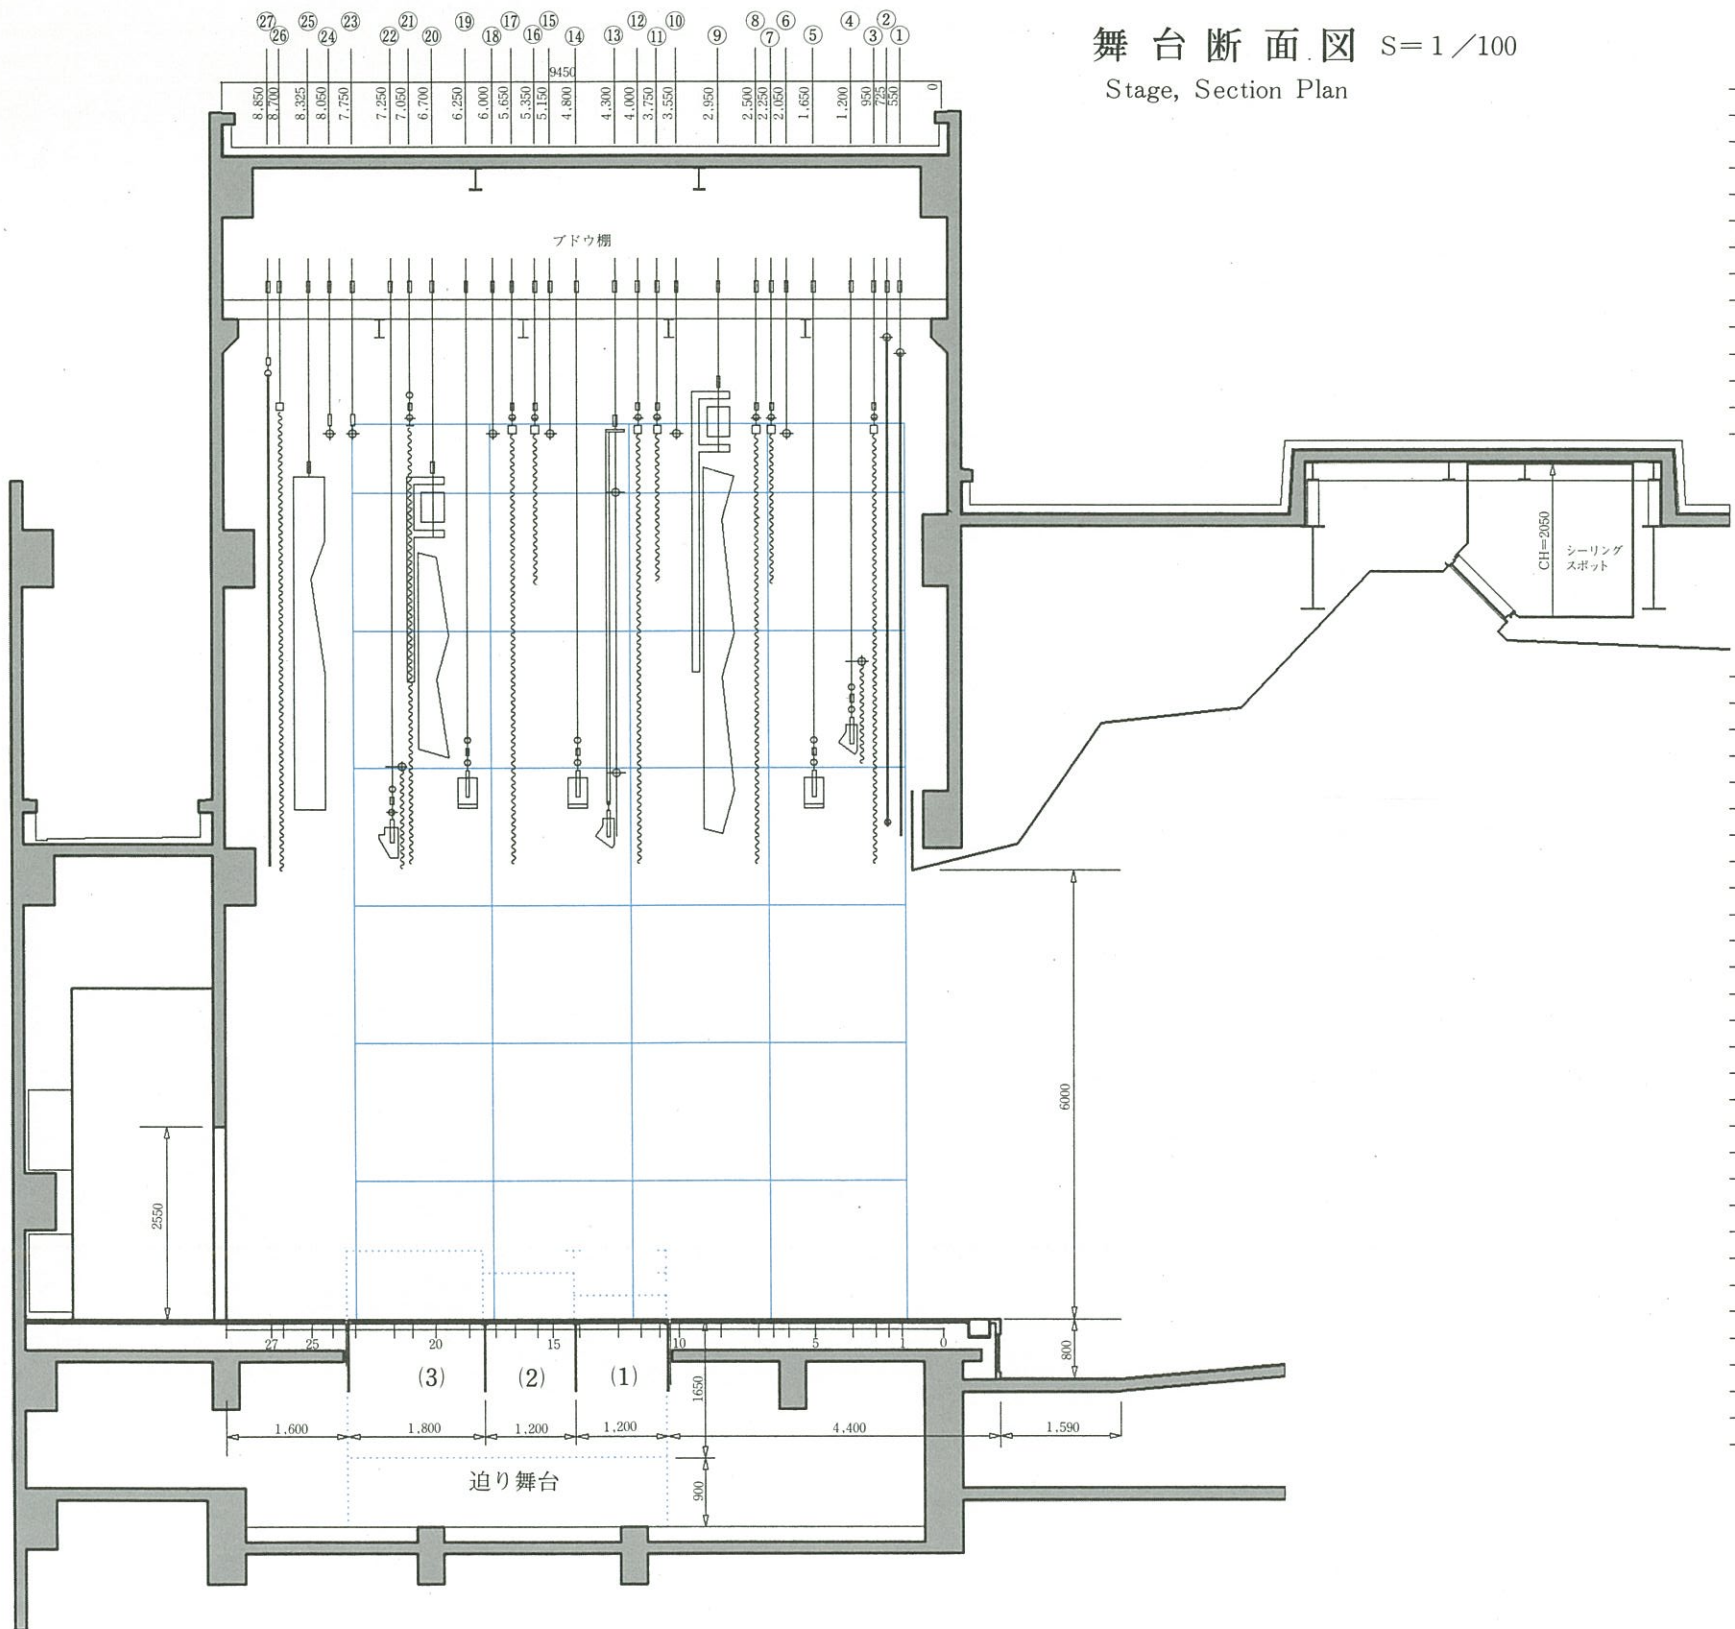 舞台断面図 S=1/100
Stage, Section Plan
㉗ ㉖ ㉕ ㉔ ㉓ ㉒ ㉑ ⑳ ⑲ ⑱ ⑰ ⑯ ⑮ ⑭ ⑬ ⑫ ⑪ ⑩ ⑨ ⑧ ⑦ ⑥ ⑤ ④ ③ ② ①
9450
8,850 8,700 8,325 8,050 7,750 7,250 7,050 6,700 6,250 6,000 5,650 5,350 5,150 4,800 4,300 4,000 3,750 3,550 2,950 2,500 2,250 2,050 1,650 1,200 950 725 550 0
ブドウ棚
CH=2050
シーリング
スポット
6000
2550
27 25 20 15 10 5 1 0
800
(3) (2) (1)
1650
1,600 1,800 1,200 1,200 4,400 1,590
迫り舞台
900